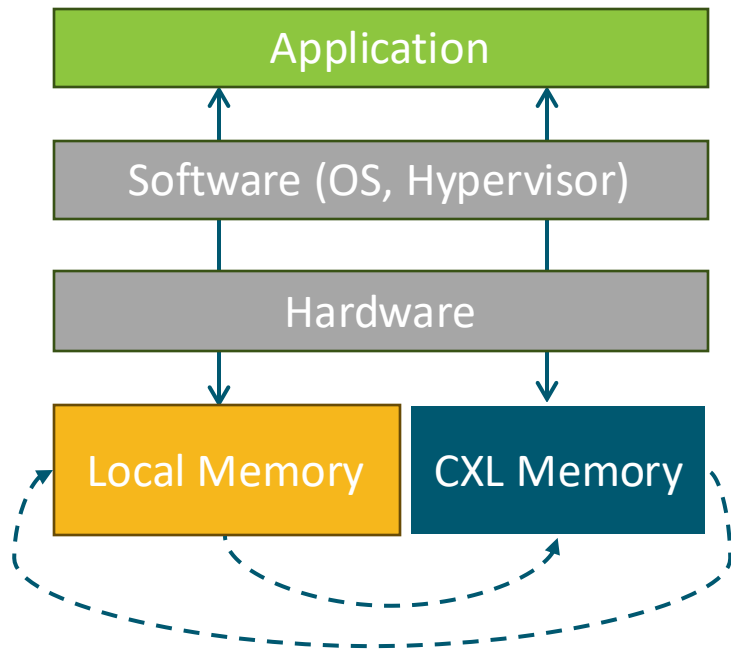 Application
Software (OS, Hypervisor)
Hardware
Local Memory
CXL Memory